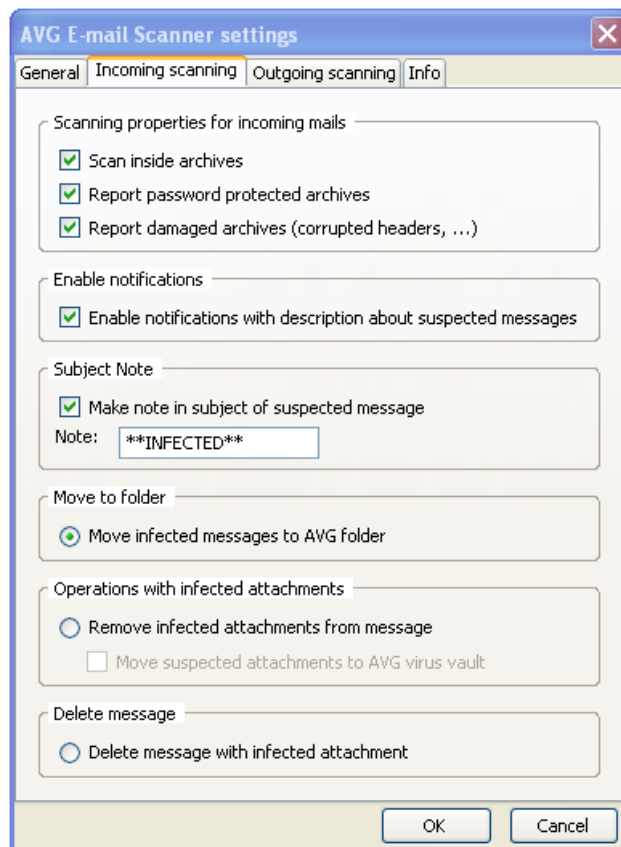 AVG E-mail Scanner settings
General Incoming scanning Outgoing scanning Info
Scanning properties for incoming mails
Scan inside archives
Report password protected archives
Report damaged archives (corrupted headers, ...)
Enable notifications
Enable notifications with description about suspected messages
Subject Note
Make note in subject of suspected message
Note: **INFECTED**
Move to folder
Move infected messages to AVG folder
Operations with infected attachments
Remove infected attachments from message
Move suspected attachments to AVG virus vault
Delete message
Delete message with infected attachment
OK Cancel